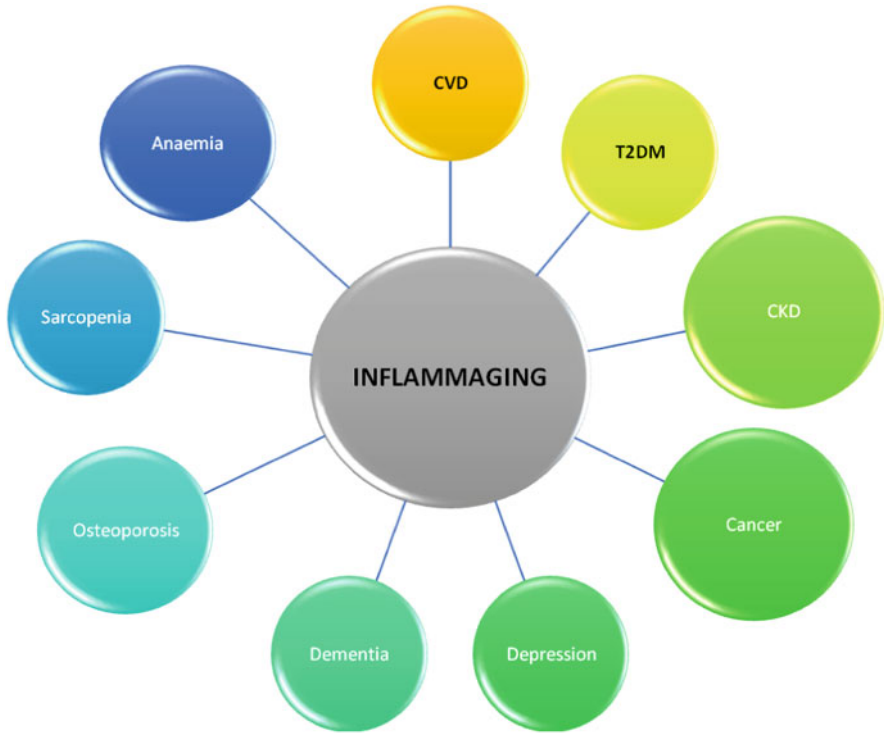 CVD
T2DM
Anaemia
CKD
Sarcopenia
INFLAMMAGING
Cancer
Osteoporosis
Dementia
Depression